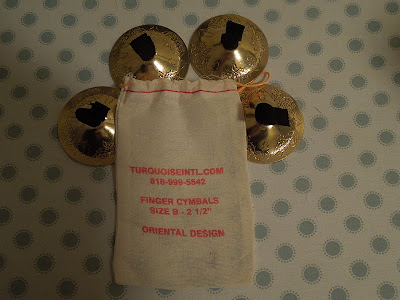 TURQUOISEINTL.COM
818-999-5542
FINGER CYMBALS
SIZE B - 2 1/2"
ORIENTAL DESIGN